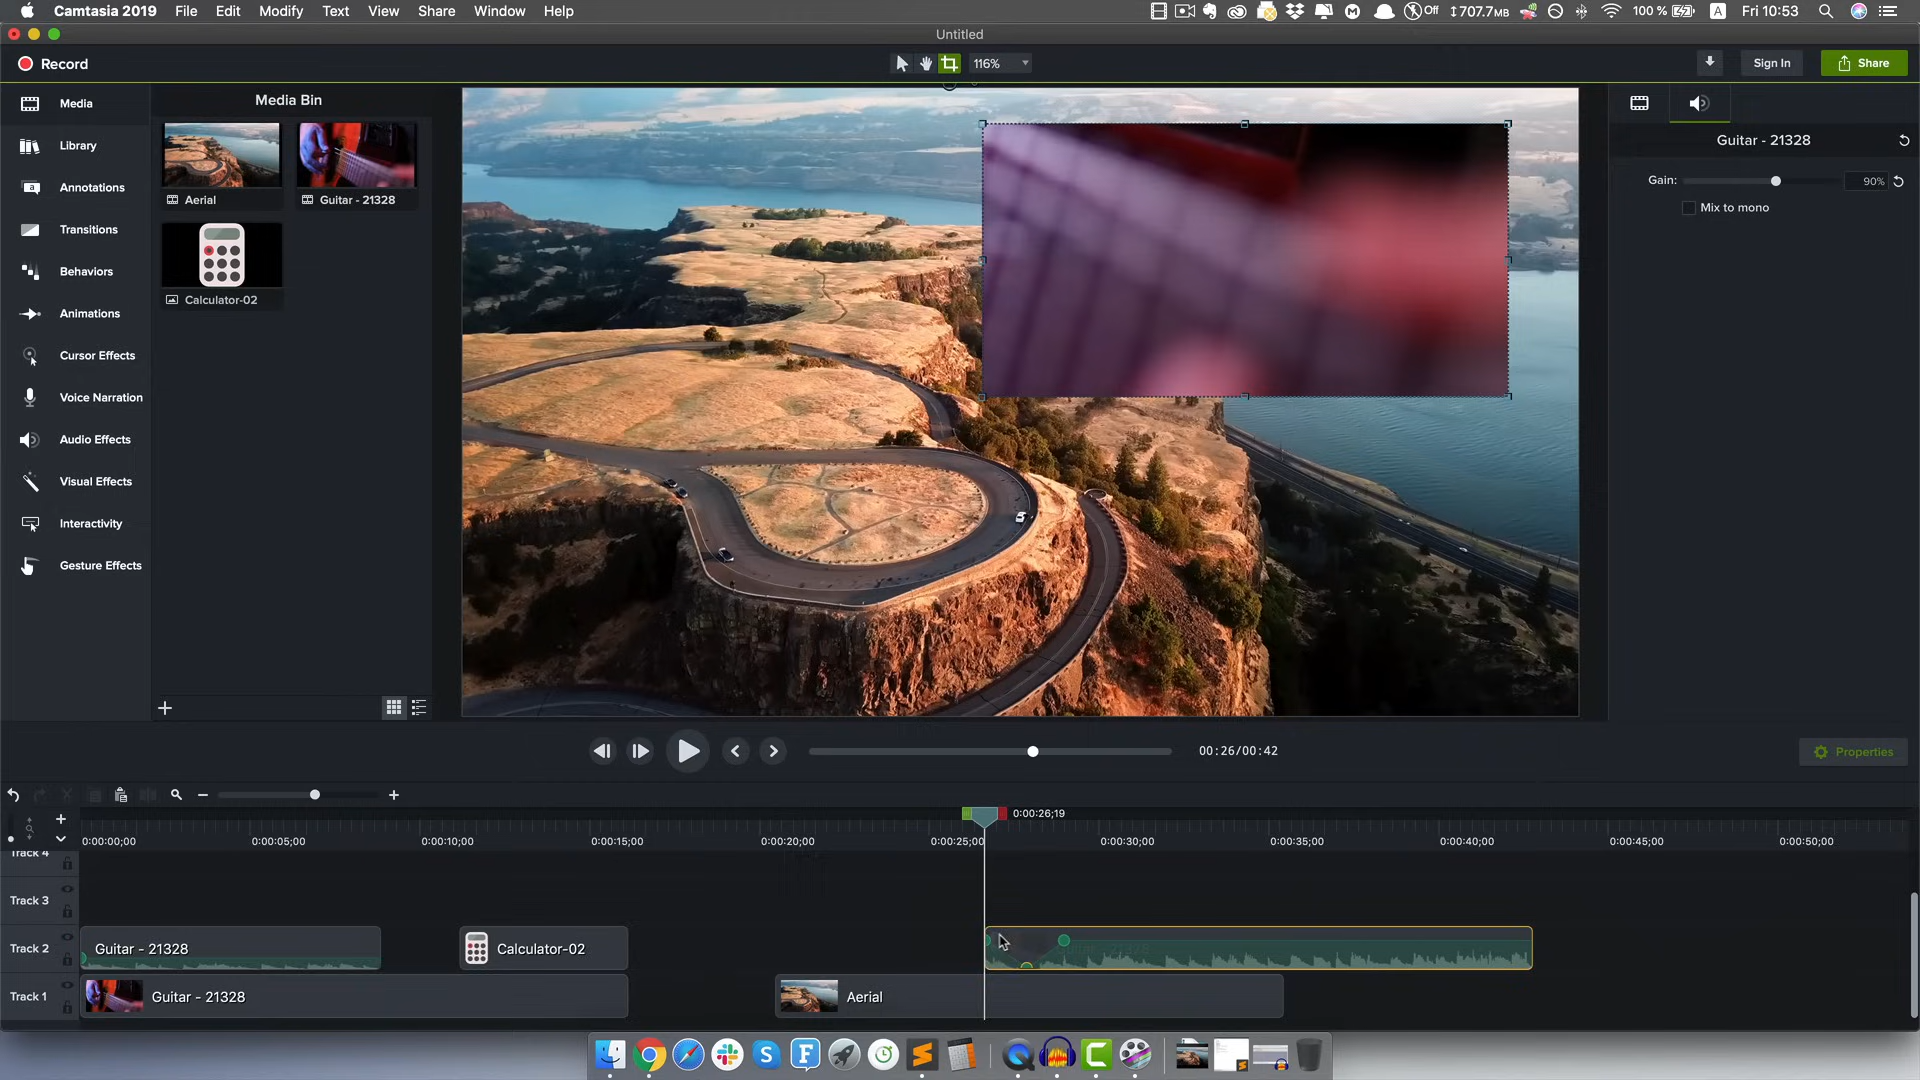 Camtasia 2019 File Edit Modify Text View Share Window Help
Off 707.7MB 100 % A Fri 10:53
Untitled
Record 116% Sign In Share
Media
Library
Annotations
Transitions
Behaviors
Animations
Cursor Effects
Voice Narration
Audio Effects
Visual Effects
Interactivity
Gesture Effects
Media Bin
Aerial Guitar - 21328
Calculator-02
Guitar - 21328
Gain: 90%
Mix to mono
00:26/00:42
Properties
0:00:26;19
0:00:00;00 0:00:05;00 0:00:10;00 0:00:15;00 0:00:20;00 0:00:25;00 0:00:30;00 0:00:35;00 0:00:40;00 0:00:45;00 0:00:50;00
Track 4
Track 3
Track 2 Guitar - 21328 Calculator-02
Track 1 Guitar - 21328 Aerial